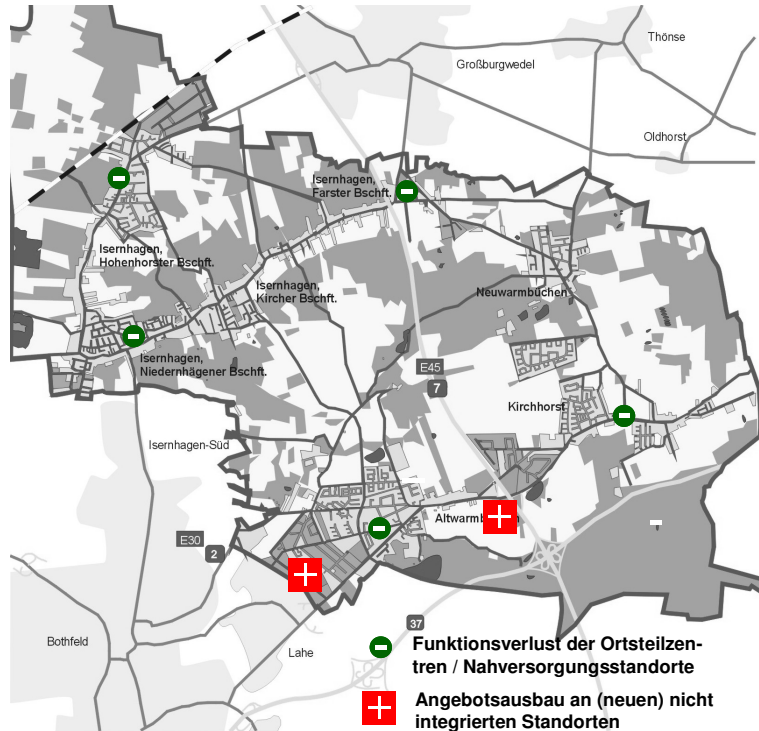 Thönse
Großburgwedel
Oldhorst
Isernhagen,
Farster Bschft.
Isernhagen,
Hohenhorster Bschft.
Isernhagen,
Kircher Bschft.
Neuwarmbüchen
Isernhagen,
Niedernhägener Bschft.
E45
7
Kirchhorst
Isernhagen-Süd
Altwarmb
E30
2
37
Bothfeld
Lahe
Funktionsverlust der Ortsteilzen-
tren / Nahversorgungsstandorte
Angebotsausbau an (neuen) nicht
integrierten Standorten